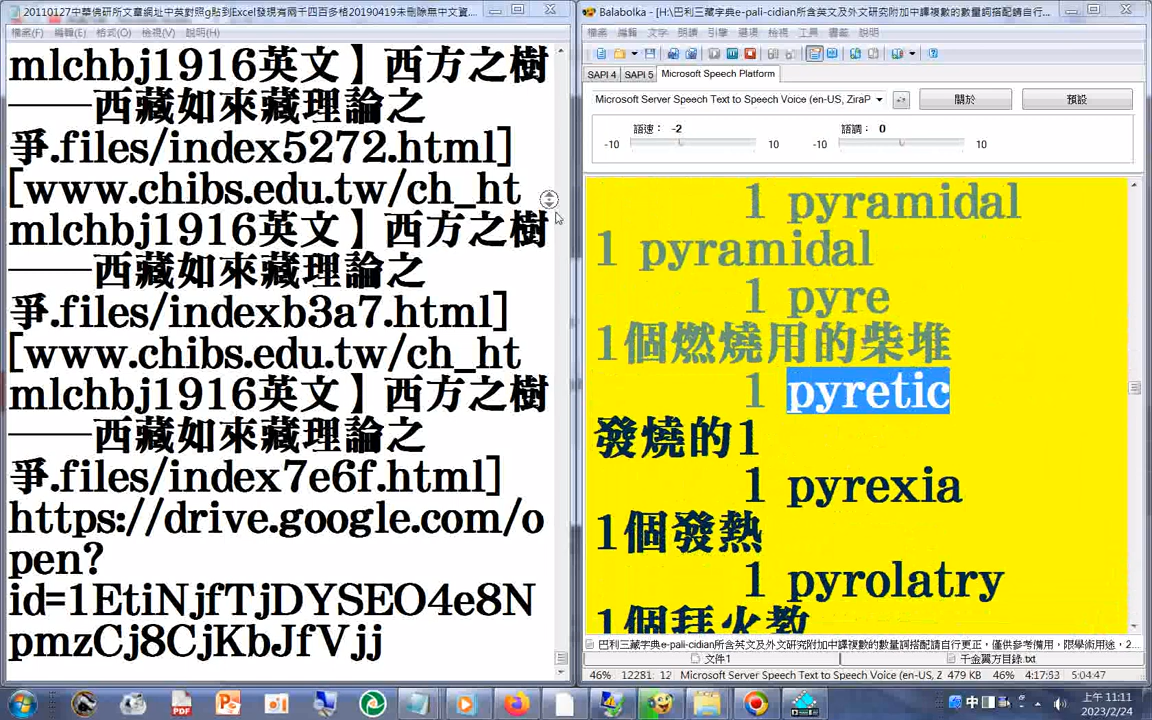 20110127中華佛研所文章網址中英對照g貼到Excel發現有兩千四百多格20190419未刪除無中文資...
檔案(F) 編輯(E) 格式(O) 檢視(V) 說明(H)
mlchbj1916英文】西方之樹
——西藏如來藏理論之
爭.files/index5272.html]
[www.chibs.edu.tw/ch_ht
mlchbj1916英文】西方之樹
——西藏如來藏理論之
爭.files/indexb3a7.html]
[www.chibs.edu.tw/ch_ht
mlchbj1916英文】西方之樹
——西藏如來藏理論之
爭.files/index7e6f.html]
https://drive.google.com/o
pen?
id=1EtiNjfTjDYSEO4e8N
pmzCj8CjKbJfVjj
Balabolka - [H:\巴利三藏字典e-pali-cidian所含英文及外文研究附加中譯複數的數量詞搭配請自行...
檔案 編輯 文字 朗讀 引擎 選項 檢視 工具 書籤 說明
SAPI 4 SAPI 5 Microsoft Speech Platform
Microsoft Server Speech Text to Speech Voice (en-US, ZiraP
關於 預設
語速： -2 語調： 0
-10 10 -10 10
1 pyramidal
1 pyramidal
1 pyre
1個燃燒用的柴堆
1 pyretic
發燒的1
1 pyrexia
1個發熱
1 pyrolatry
1個拜火教
巴利三藏字典e-pali-cidian所含英文及外文研究附加中譯複數的數量詞搭配請自行更正，僅供參考備用，限學術用途，2...
文件1 千金翼方目錄.txt
46% 12281: 12 Microsoft Server Speech Text to Speech Voice (en-US, Z 479 KB 46% 4:17:53 5:04:47
中
上午 11:11
2023/2/24